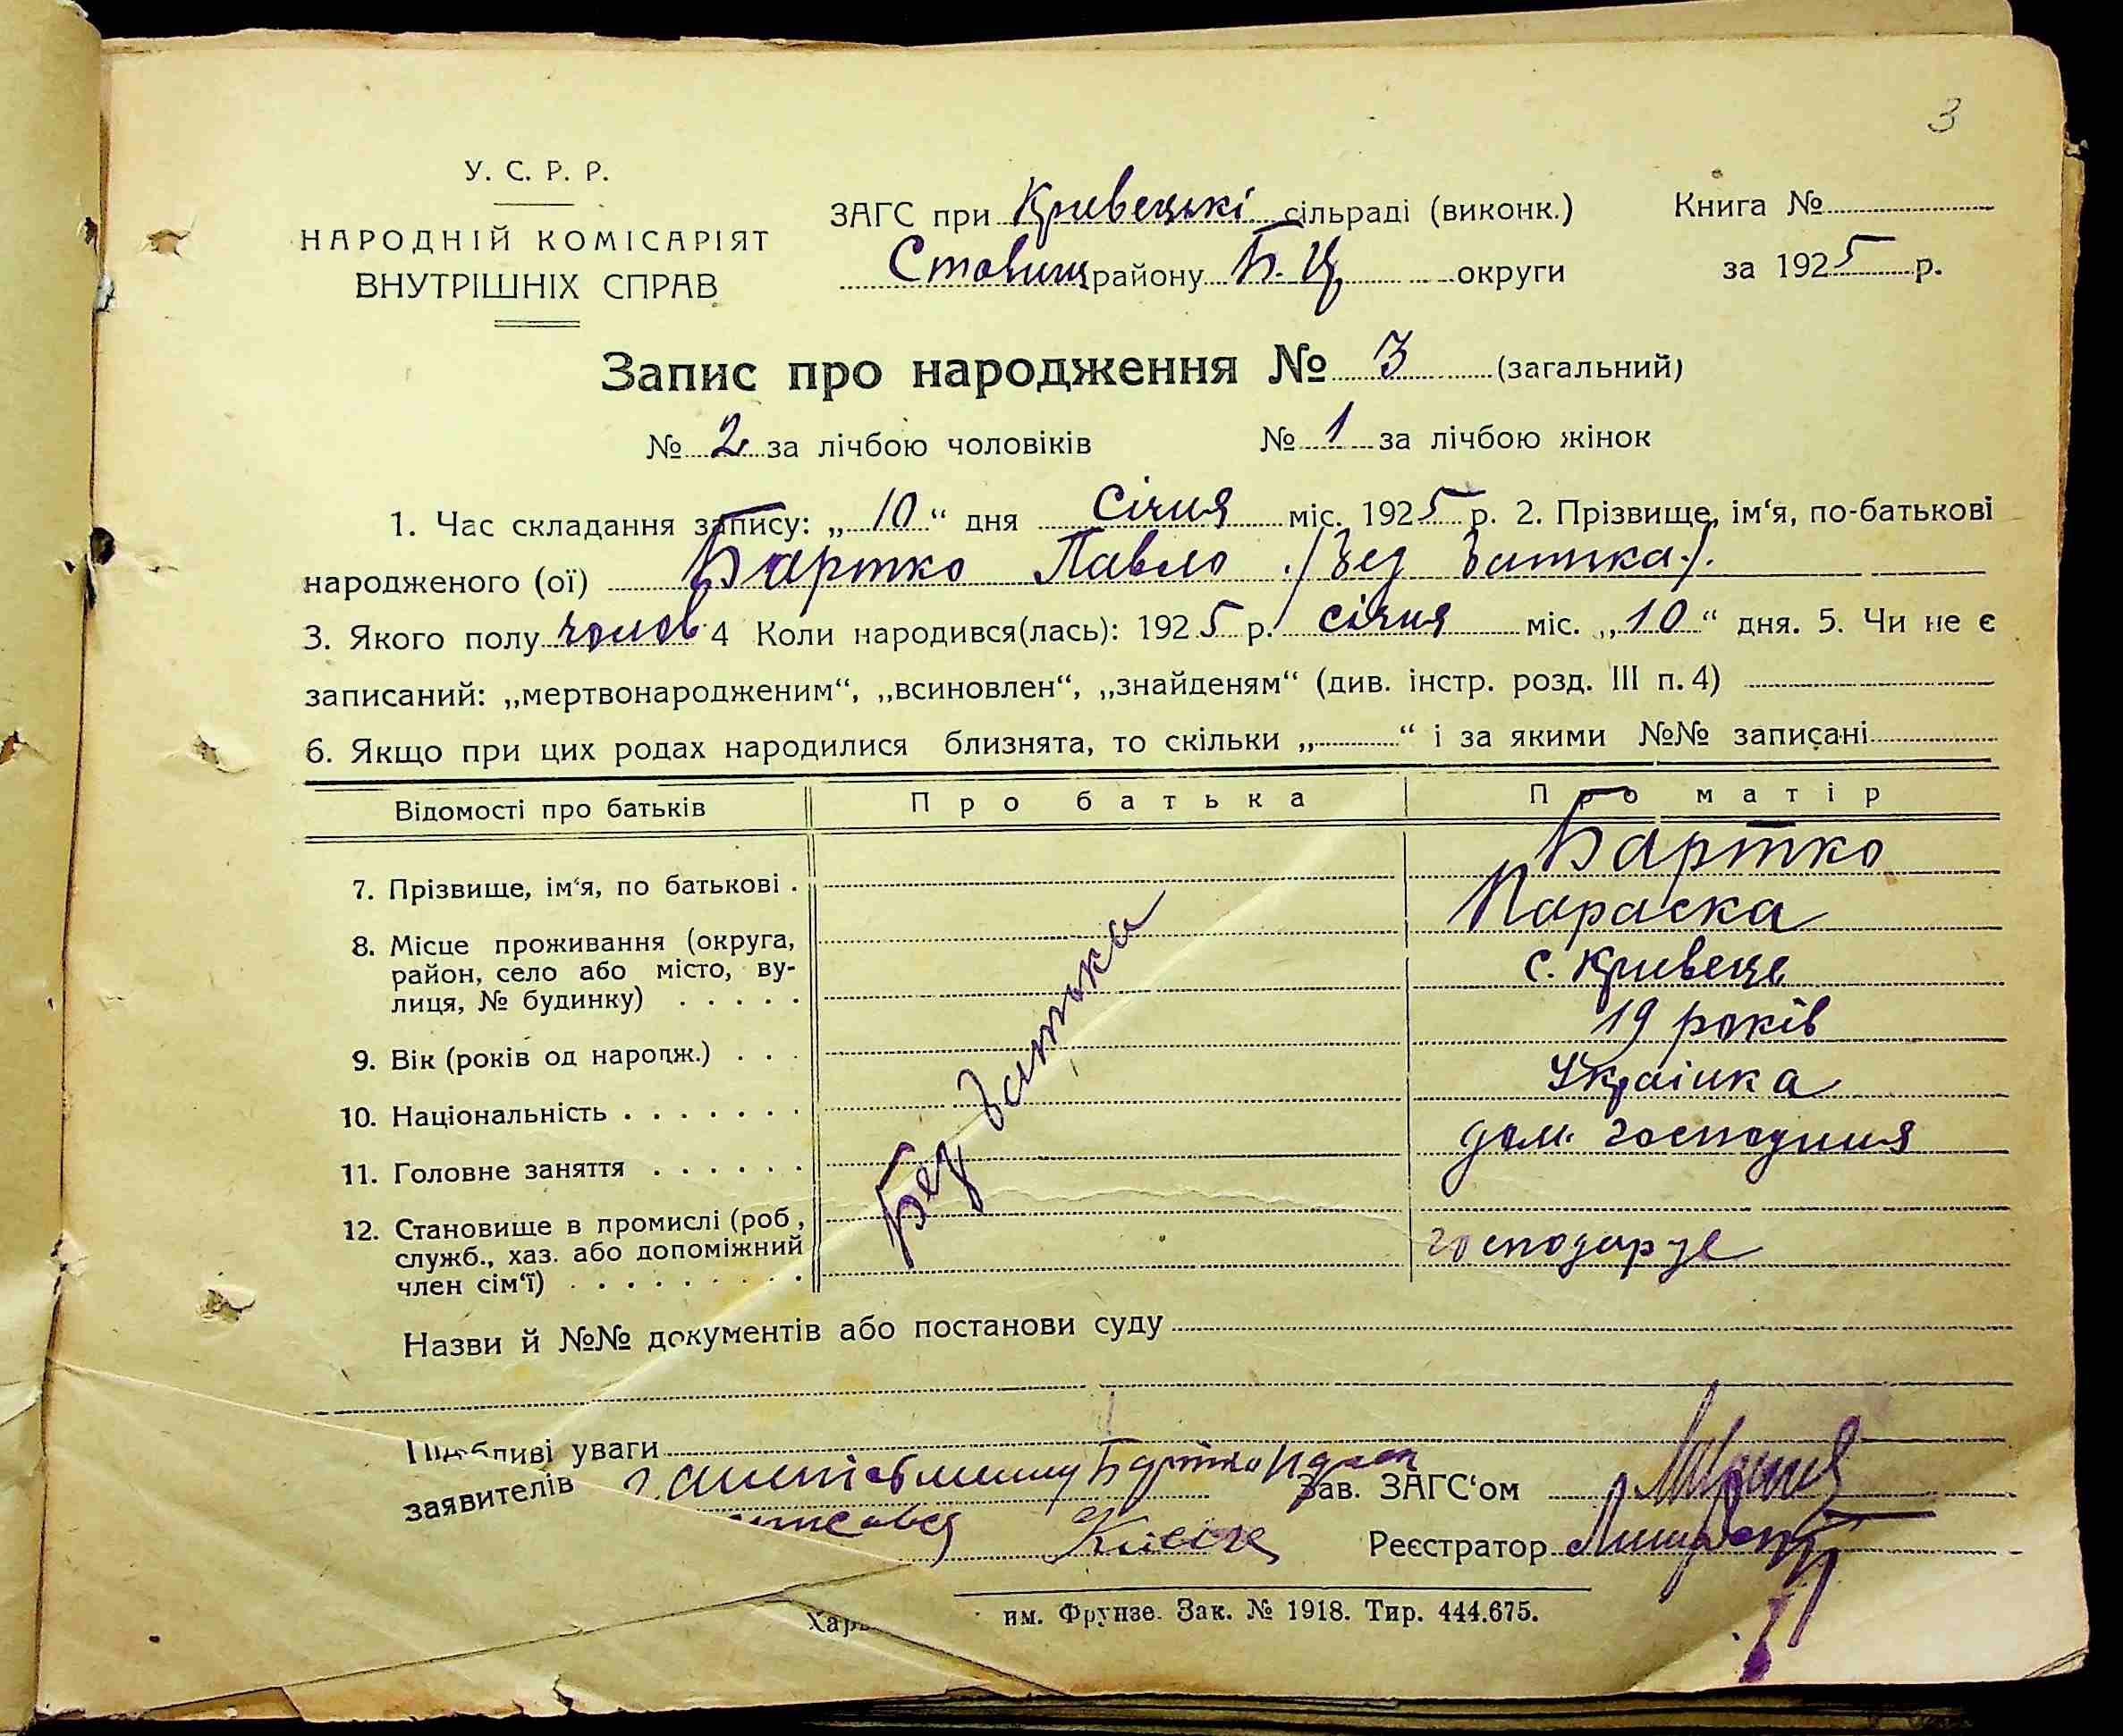 3
У. С. Р. Р.
НАРОДНІЙ КОМІСАРІЯТ
ВНУТРІШНІХ СПРАВ
ЗАГС при Кривецькі сільраді (виконк.)
Ставищ району Б. Ц округи
Книга №
за 1925 р.
Запис про народження № 3 (загальний)
№ 2 за лічбою чоловіків № 1 за лічбою жінок
1. Час складання запису: „10“ дня Січня міс. 1925 р. 2. Прізвище, ім‘я, по-батькові
народженого (ої) Бартко Павло /без батька/.
3. Якого полу чолов 4 Коли народився(лась): 1925 р. січня міс. „10“ дня. 5. Чи не є
записаний: „мертвонародженим“, „всиновлен“, „знайденям“ (див. інстр. розд. III п. 4)
6. Якщо при цих родах народилися близнята, то скільки „ “ і за якими №№ записані
Відомості про батьків Про батька Про матір
7. Прізвище, ім‘я, по батькові . Бартко
Параска
8. Місце проживання (округа,
район, село або місто, ву-
лиця, № будинку) . . . . . с. Кривець
9. Вік (років од народж.) . . . 19 років
10. Національність . . . . . . . Українка
11. Головне заняття . . . . . . дом. господиня
12. Становище в промислі (роб,
служб., хаз. або допоміжний
член сім‘ї) . . . . . . . . . господарує
Без батька
Назви й №№ документів або постанови суду
уваги
заявителів Бартко
Зав. ЗАГС‘ом
Реєстратор
Харь
им. Фрунзе. Зак. № 1918. Тир. 444.675.